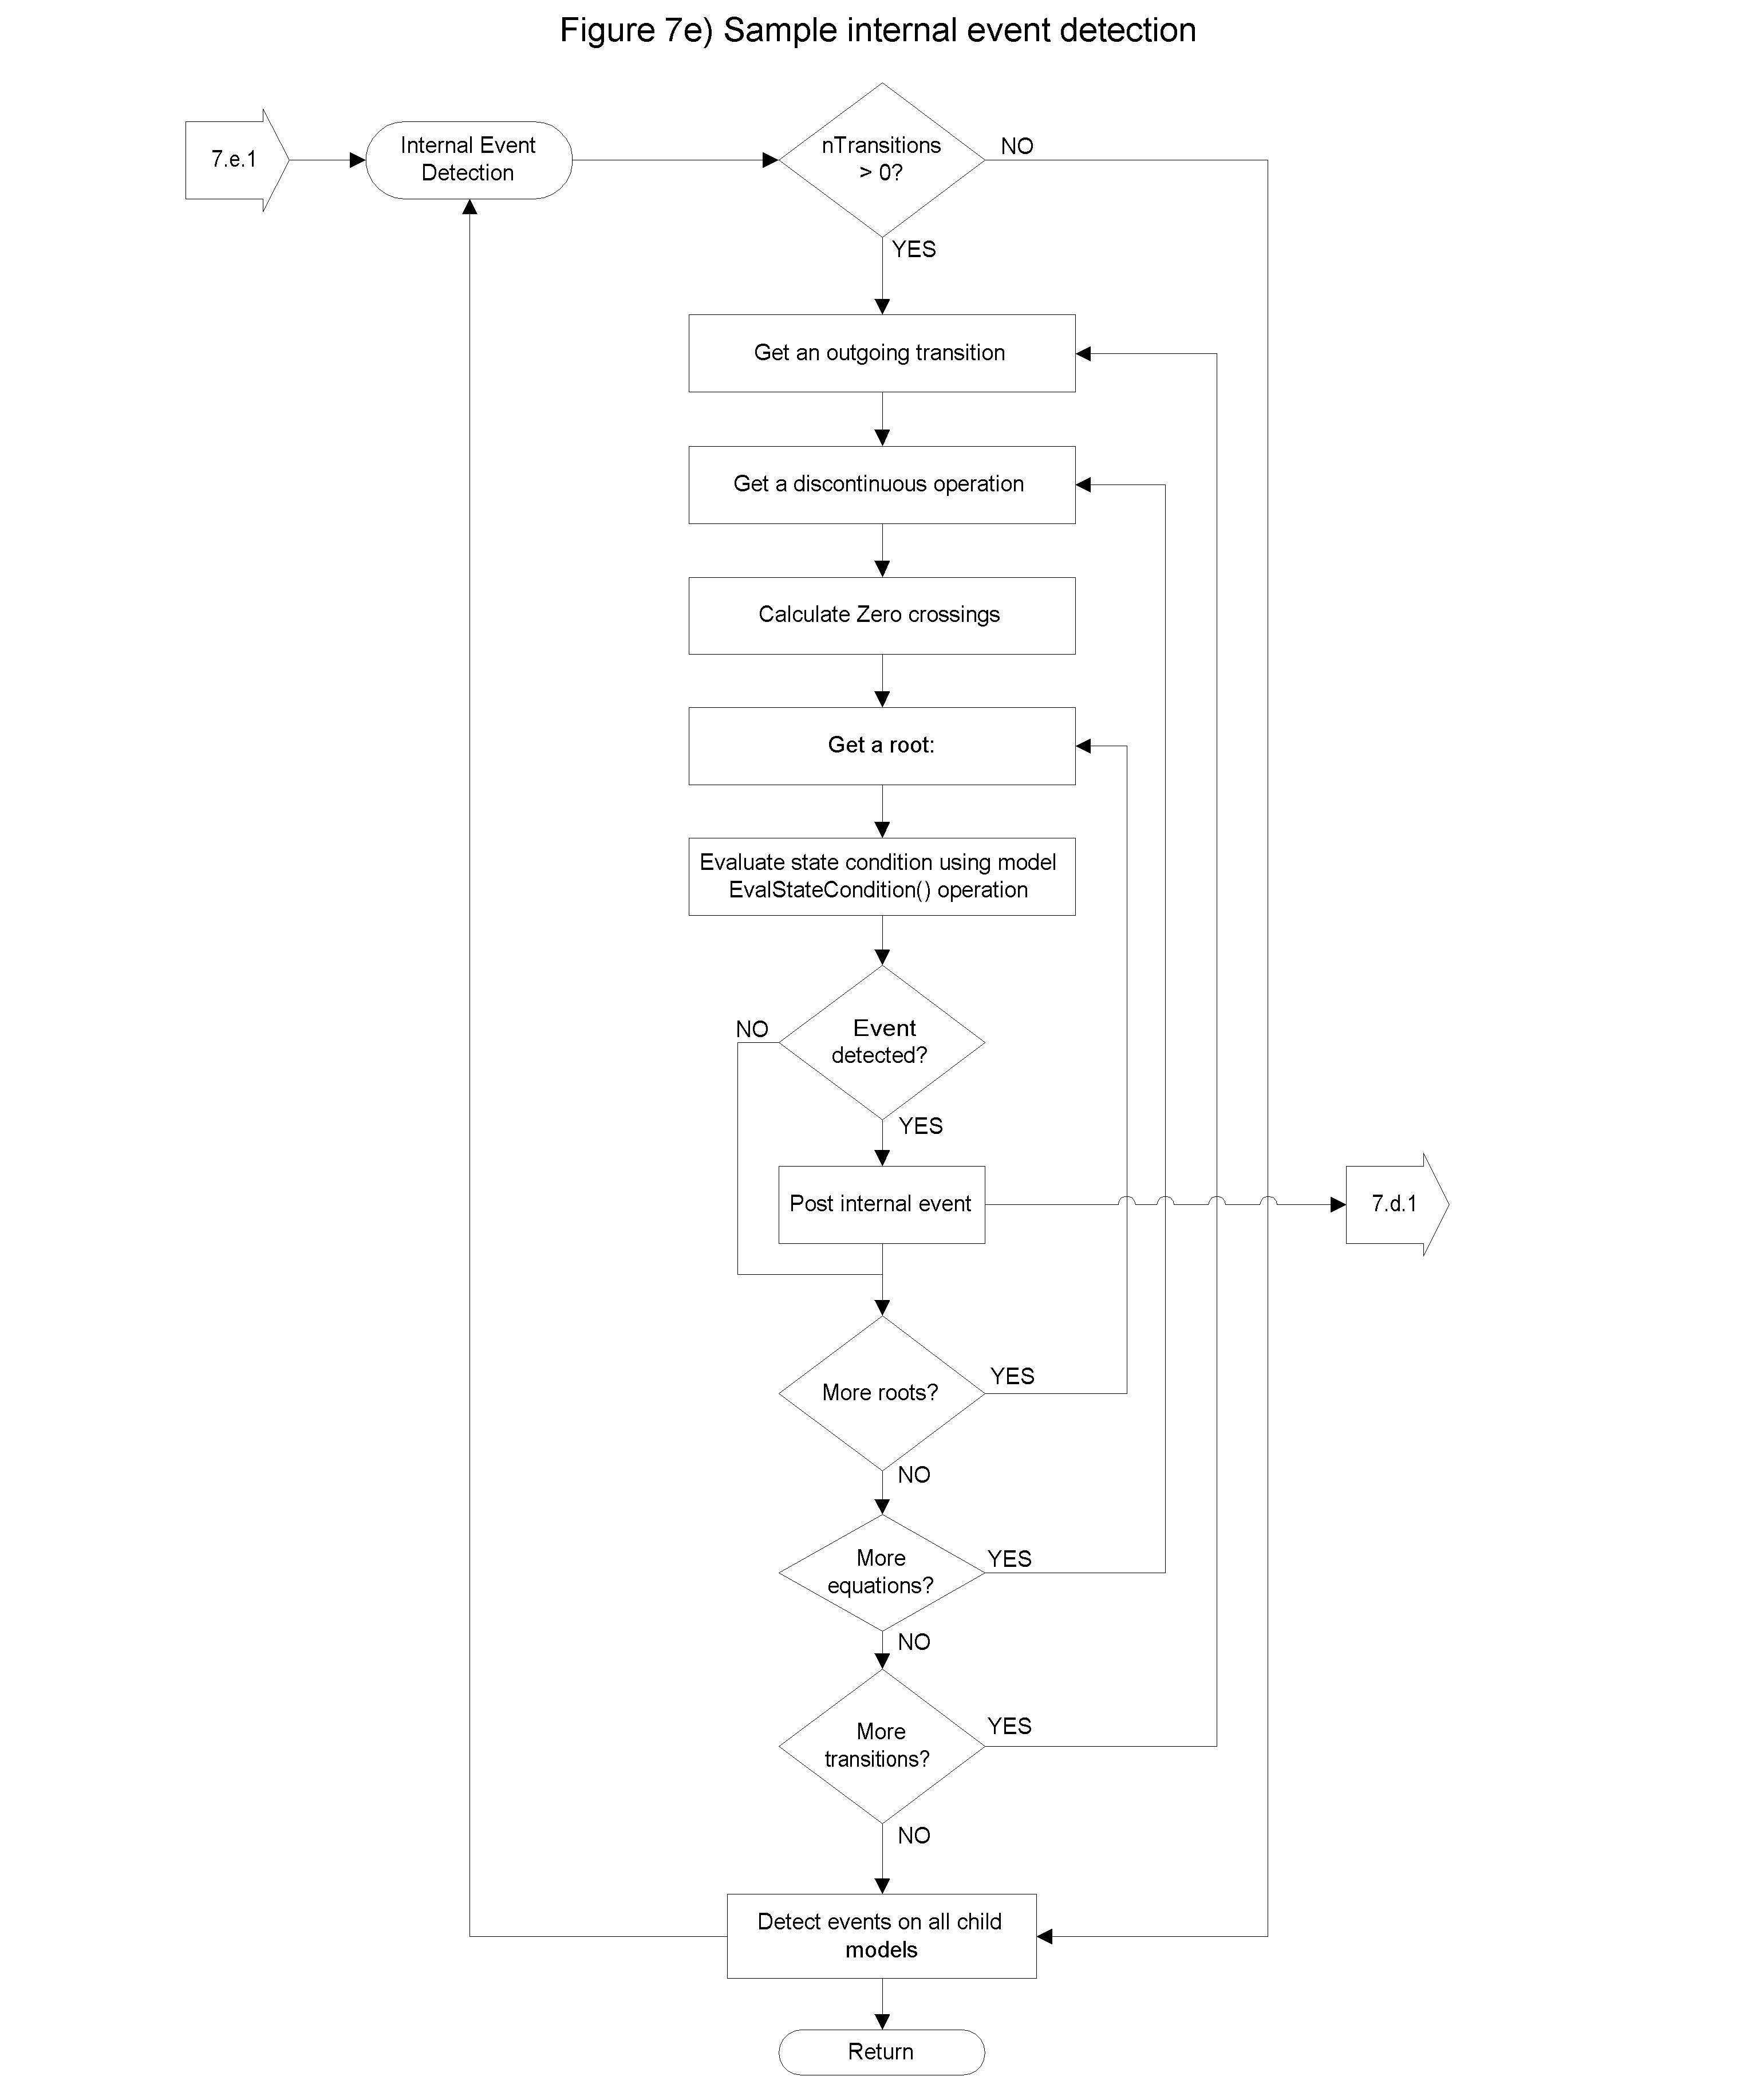 Figure 7e) Sample internal event detection
7.e.1
Internal Event
Detection
nTransitions
> 0?
NO
YES
Get an outgoing transition
Get a discontinuous operation
Calculate Zero crossings
Get a root:
Evaluate state condition using model
EvalStateCondition() operation
Event
detected?
NO
YES
Post internal event
7.d.1
More roots?
YES
NO
More
equations?
YES
NO
More
transitions?
YES
NO
Detect events on all child
models
Return